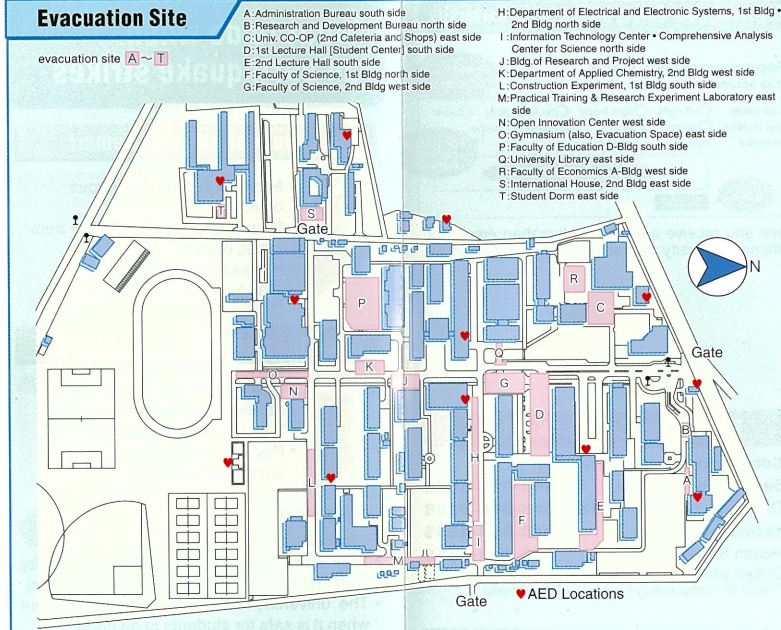 Evacuation Site
evacuation site A ~ T
A:Administration Bureau south side
B:Research and Development Bureau north side
C:Univ. CO-OP (2nd Cafeteria and Shops) east side
D:1st Lecture Hall [Student Center] south side
E:2nd Lecture Hall south side
F:Faculty of Science, 1st Bldg north side
G:Faculty of Science, 2nd Bldg west side
H:Department of Electrical and Electronic Systems, 1st Bldg •
2nd Bldg north side
I :Information Technology Center • Comprehensive Analysis
Center for Science north side
J:Bldg.of Research and Project west side
K:Department of Applied Chemistry, 2nd Bldg west side
L:Construction Experiment, 1st Bldg south side
M:Practical Training & Research Experiment Laboratory east
side
N:Open Innovation Center west side
O:Gymnasium (also, Evacuation Space) east side
P:Faculty of Education D-Bldg south side
Q:University Library east side
R:Faculty of Economics A-Bldg west side
S:International House, 2nd Bldg east side
T:Student Dorm east side
T
S
Gate
N
R
P
C
Q
Gate
K
O
J
G
N
D
B
H
L
A
E
F
I
M
Gate
AED Locations